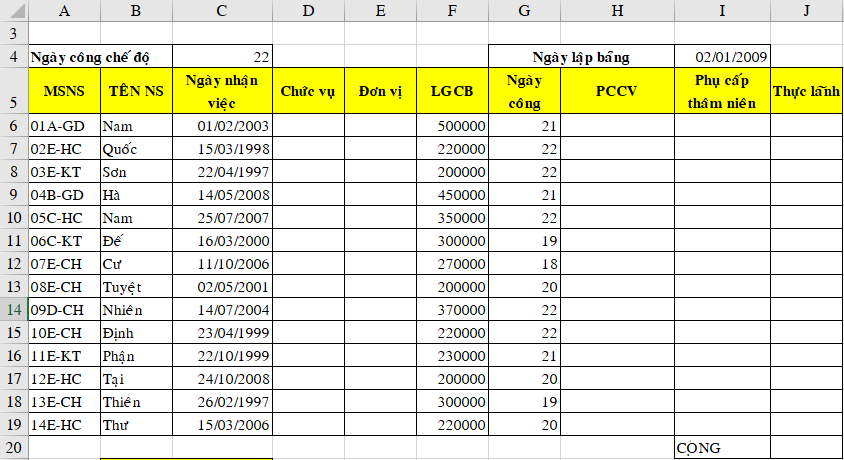 A B C D E F G H I J
3
4 Ngày công chế độ 22 Ngày lập bảng 02/01/2009
5 MSNS TÊN NS Ngày nhận việc Chức vụ Đơn vị LGCB Ngày công PCCV Phụ cấp thâm niên Thực lãnh
6 01A-GD Nam 01/02/2003 500000 21
7 02E-HC Quốc 15/03/1998 220000 22
8 03E-KT Sơn 22/04/1997 200000 22
9 04B-GD Hà 14/05/2008 450000 21
10 05C-HC Nam 25/07/2007 350000 22
11 06C-KT Đế 16/03/2000 300000 19
12 07E-CH Cư 11/10/2006 270000 18
13 08E-CH Tuyệt 02/05/2001 200000 20
14 09D-CH Nhiên 14/07/2004 370000 22
15 10E-CH Định 23/04/1999 220000 22
16 11E-KT Phận 22/10/1999 230000 21
17 12E-HC Tại 24/10/2008 200000 20
18 13E-CH Thiên 26/02/1997 300000 19
19 14E-HC Thư 15/03/2006 220000 20
20 CỘNG